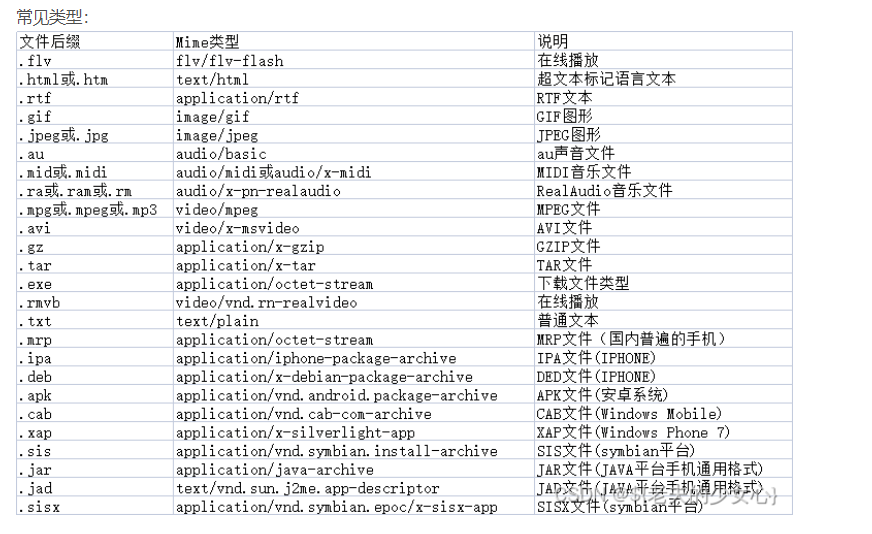 常见类型：
文件后缀 Mime类型 说明
.flv flv/flv-flash 在线播放
.html或.htm text/html 超文本标记语言文本
.rtf application/rtf RTF文本
.gif image/gif GIF图形
.jpeg或.jpg image/jpeg JPEG图形
.au audio/basic au声音文件
.mid或.midi audio/midi或audio/x-midi MIDI音乐文件
.ra或.ram或.rm audio/x-pn-realaudio RealAudio音乐文件
.mpg或.mpeg或.mp3 video/mpeg MPEG文件
.avi video/x-msvideo AVI文件
.gz application/x-gzip GZIP文件
.tar application/x-tar TAR文件
.exe application/octet-stream 下载文件类型
.rmvb video/vnd.rn-realvideo 在线播放
.txt text/plain 普通文本
.mrp application/octet-stream MRP文件（国内普遍的手机）
.ipa application/iphone-package-archive IPA文件(IPHONE)
.deb application/x-debian-package-archive DED文件(IPHONE)
.apk application/vnd.android.package-archive APK文件(安卓系统)
.cab application/vnd.cab-com-archive CAB文件(Windows Mobile)
.xap application/x-silverlight-app XAP文件(Windows Phone 7)
.sis application/vnd.symbian.install-archive SIS文件(symbian平台)
.jar application/java-archive JAR文件(JAVA平台手机通用格式)
.jad text/vnd.sun.j2me.app-descriptor JAD文件(JAVA平台手机通用格式)
.sisx application/vnd.symbian.epoc/x-sisx-app SISX文件(symbian平台)